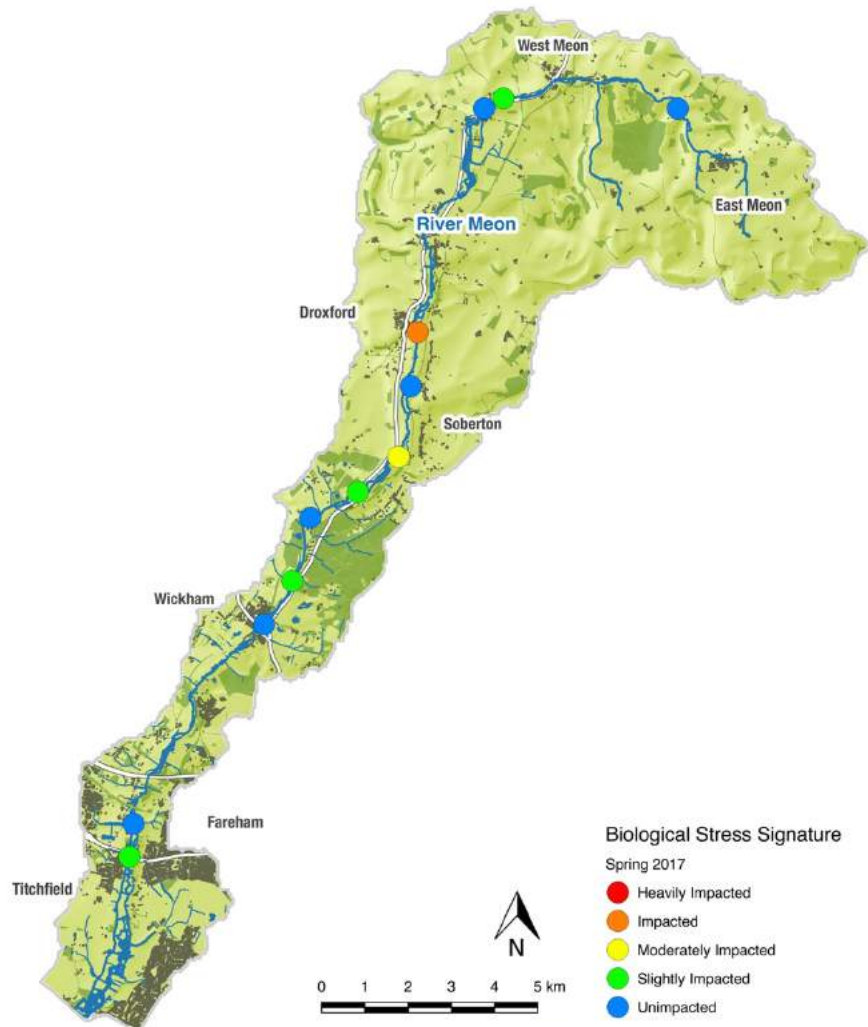 West Meon
East Meon
River Meon
Droxford
Soberton
Wickham
Fareham
Titchfield
Biological Stress Signature
Spring 2017
Heavily Impacted
Impacted
Moderately Impacted
Slightly Impacted
Unimpacted
N
0 1 2 3 4 5 km